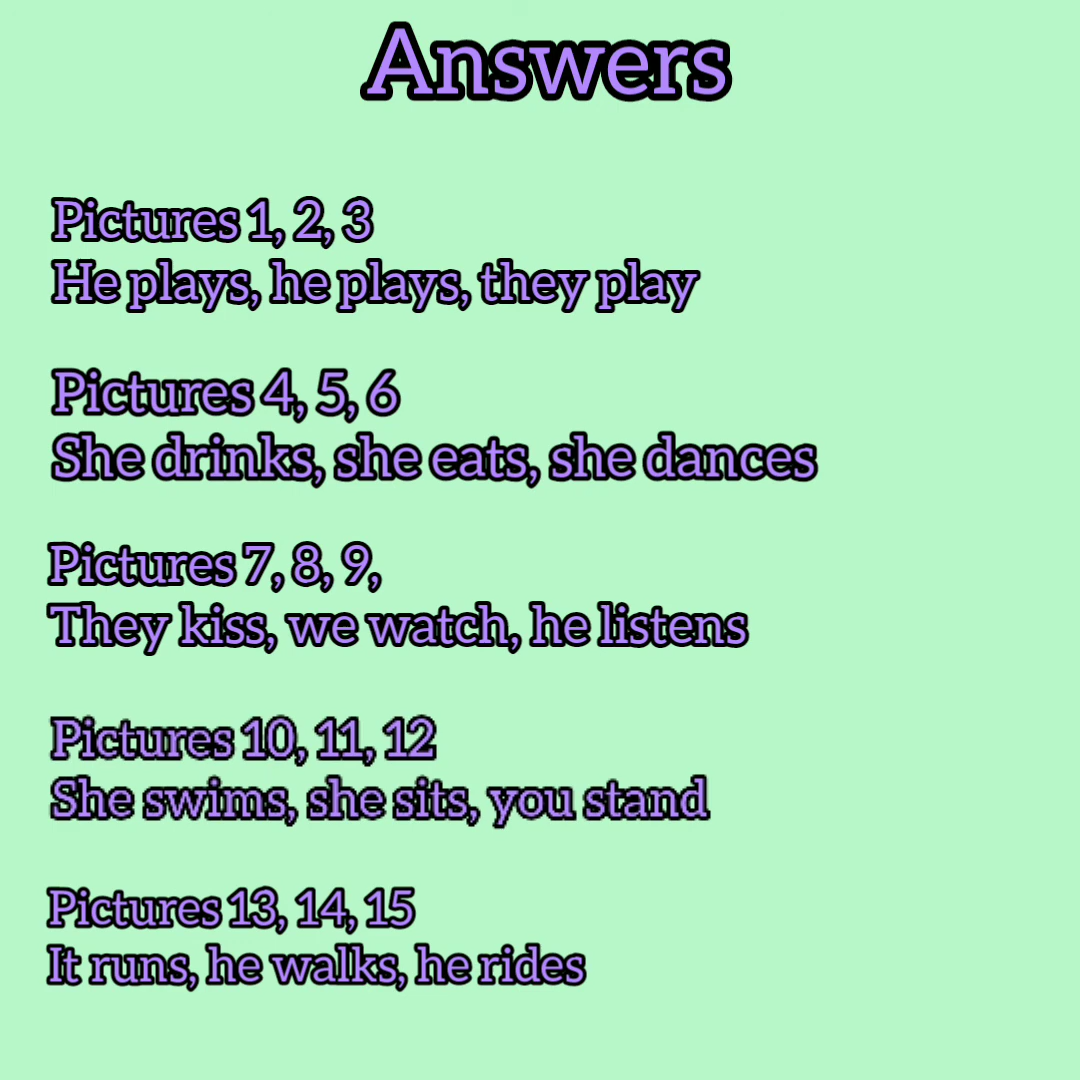 Answers
Pictures 1, 2, 3
He plays, he plays, they play
Pictures 4, 5, 6
She drinks, she eats, she dances
Pictures 7, 8, 9,
They kiss, we watch, he listens
Pictures 10, 11, 12
She swims, she sits, you stand
Pictures 13, 14, 15
It runs, he walks, he rides